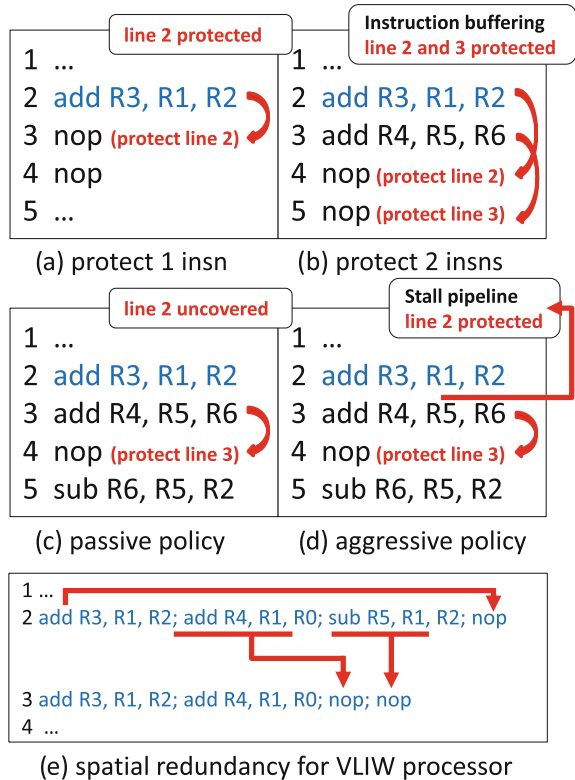 line 2 protected
1 ...
2 add R3, R1, R2
3 nop (protect line 2)
4 nop
5 ...
(a) protect 1 insn
Instruction buffering
line 2 and 3 protected
1 ...
2 add R3, R1, R2
3 add R4, R5, R6
4 nop (protect line 2)
5 nop (protect line 3)
(b) protect 2 insns
line 2 uncovered
1 ...
2 add R3, R1, R2
3 add R4, R5, R6
4 nop (protect line 3)
5 sub R6, R5, R2
(c) passive policy
Stall pipeline
line 2 protected
1 ...
2 add R3, R1, R2
3 add R4, R5, R6
4 nop (protect line 3)
5 sub R6, R5, R2
(d) aggressive policy
1 ...
2 add R3, R1, R2; add R4, R1, R0; sub R5, R1, R2; nop
3 add R3, R1, R2; add R4, R1, R0; nop; nop
4 ...
(e) spatial redundancy for VLIW processor